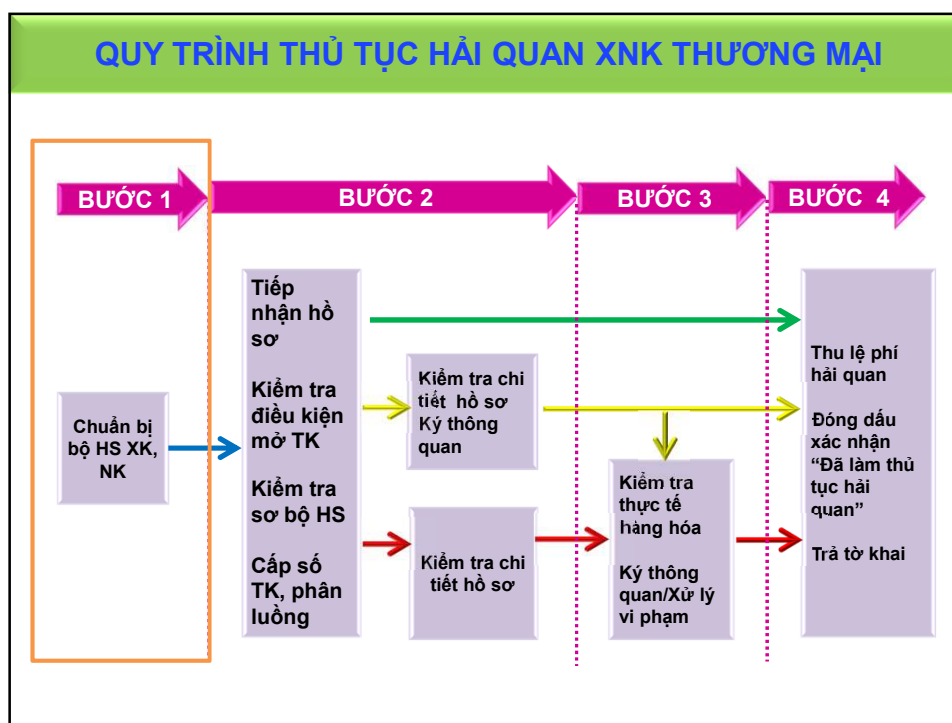 QUY TRÌNH THỦ TỤC HẢI QUAN XNK THƯƠNG MẠI
BƯỚC 1
BƯỚC 2
BƯỚC 3
BƯỚC 4
Chuẩn bị
bộ HS XK,
NK
Tiếp
nhận hồ
sơ
Kiểm tra
điều kiện
mở TK
Kiểm tra
sơ bộ HS
Cấp số
TK, phân
luồng
Kiểm tra chi
tiết hồ sơ
Ký thông
quan
Kiểm tra chi
tiết hồ sơ
Kiểm tra
thực tế
hàng hóa
Ký thông
quan/Xử lý
vi phạm
Thu lệ phí
hải quan
Đóng dấu
xác nhận
“Đã làm thủ
tục hải
quan”
Trả tờ khai